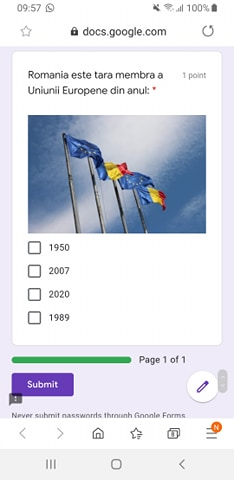 09:57 100%
docs.google.com
Romania este tara membra a 1 point
Uniunii Europene din anul: *
1950
2007
2020
1989
Page 1 of 1
Submit
Never submit passwords through Google Forms
N